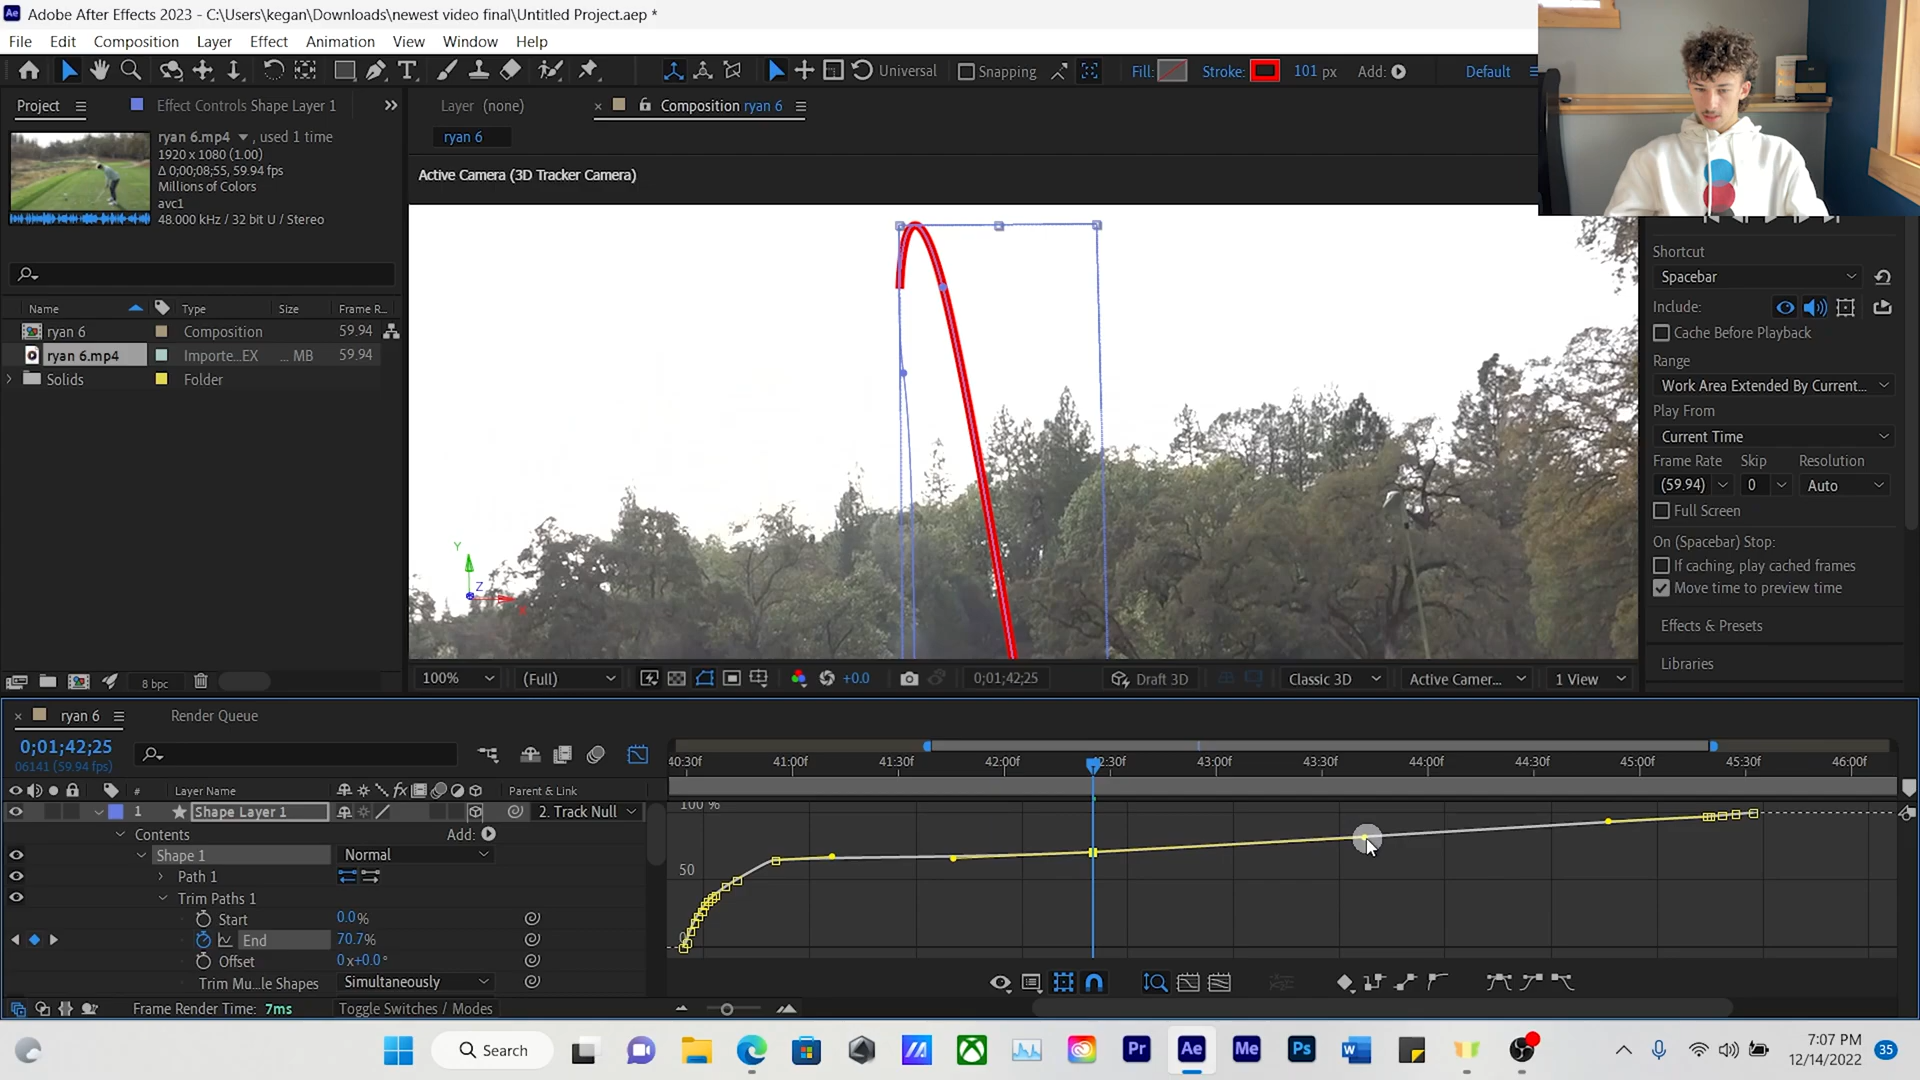 Adobe After Effects 2023 - C:\Users\kegan\Downloads\newest video final\Untitled Project.aep *
File Edit Composition Layer Effect Animation View Window Help
Universal Snapping Fill: Stroke: 101 px Add: Default
Project Effect Controls Shape Layer 1
Layer (none) Composition ryan 6
ryan 6.mp4 , used 1 time
1920 x 1080 (1.00)
Δ 0;00;08;55, 59.94 fps
Millions of Colors
avc1
48.000 kHz / 32 bit U / Stereo
ryan 6
Active Camera (3D Tracker Camera)
Name Type Size Frame R...
ryan 6 Composition 59.94
ryan 6.mp4 Importe...EX ... MB 59.94
Solids Folder
8 bpc
Y
Z
X
Shortcut
Spacebar
Include:
Cache Before Playback
Range
Work Area Extended By Current...
Play From
Current Time
Frame Rate Skip Resolution
(59.94) 0 Auto
Full Screen
On (Spacebar) Stop:
If caching, play cached frames
Move time to preview time
Effects & Presets
Libraries
100% (Full) +0.0 0;01;42;25 Draft 3D Classic 3D Active Camer... 1 View
ryan 6 Render Queue
0;01;42;25
06141 (59.94 fps)
# Layer Name Parent & Link
1 Shape Layer 1 2. Track Null
Contents Add:
Shape 1 Normal
Path 1
Trim Paths 1
Start 0.0%
End 70.7%
Offset 0x+0.0°
Trim Mu...le Shapes Simultaneously
Frame Render Time: 7ms Toggle Switches / Modes
40:30f 41:00f 41:30f 42:00f 43:00f 43:30f 44:00f 44:30f 45:00f 45:30f 46:00f
100 %
50
0
Search
Pr Ae Me Ps
7:07 PM
12/14/2022
35